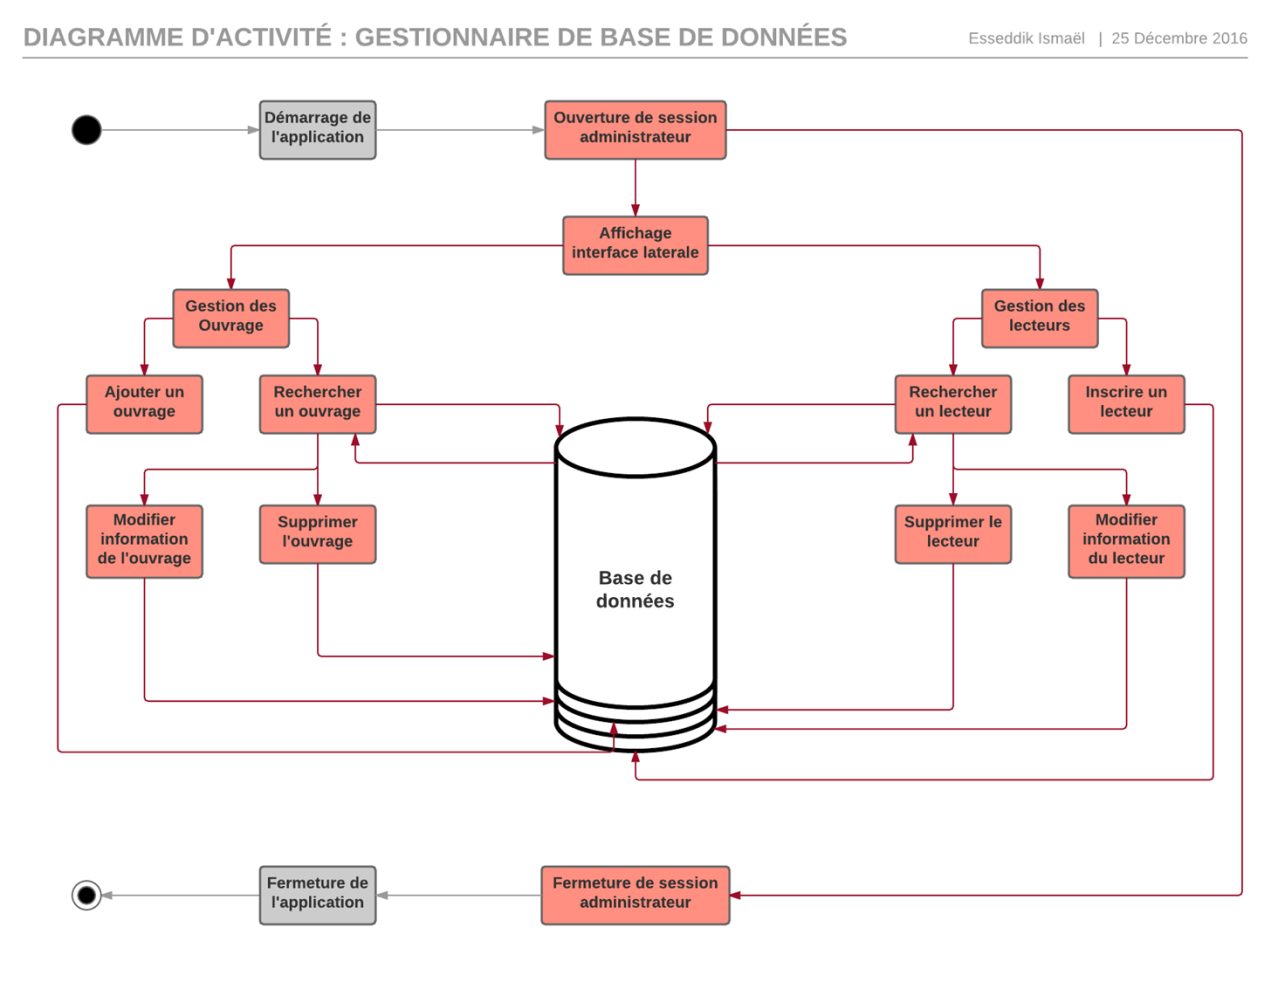 DIAGRAMME D'ACTIVITÉ : GESTIONNAIRE DE BASE DE DONNÉES
Esseddik Ismaël | 25 Décembre 2016
Démarrage de
l'application
Ouverture de session
administrateur
Affichage
interface laterale
Gestion des
Ouvrage
Gestion des
lecteurs
Ajouter un
ouvrage
Rechercher
un ouvrage
Rechercher
un lecteur
Inscrire un
lecteur
Modifier
information
de l'ouvrage
Supprimer
l'ouvrage
Supprimer le
lecteur
Modifier
information
du lecteur
Base de
données
Fermeture de
l'application
Fermeture de session
administrateur